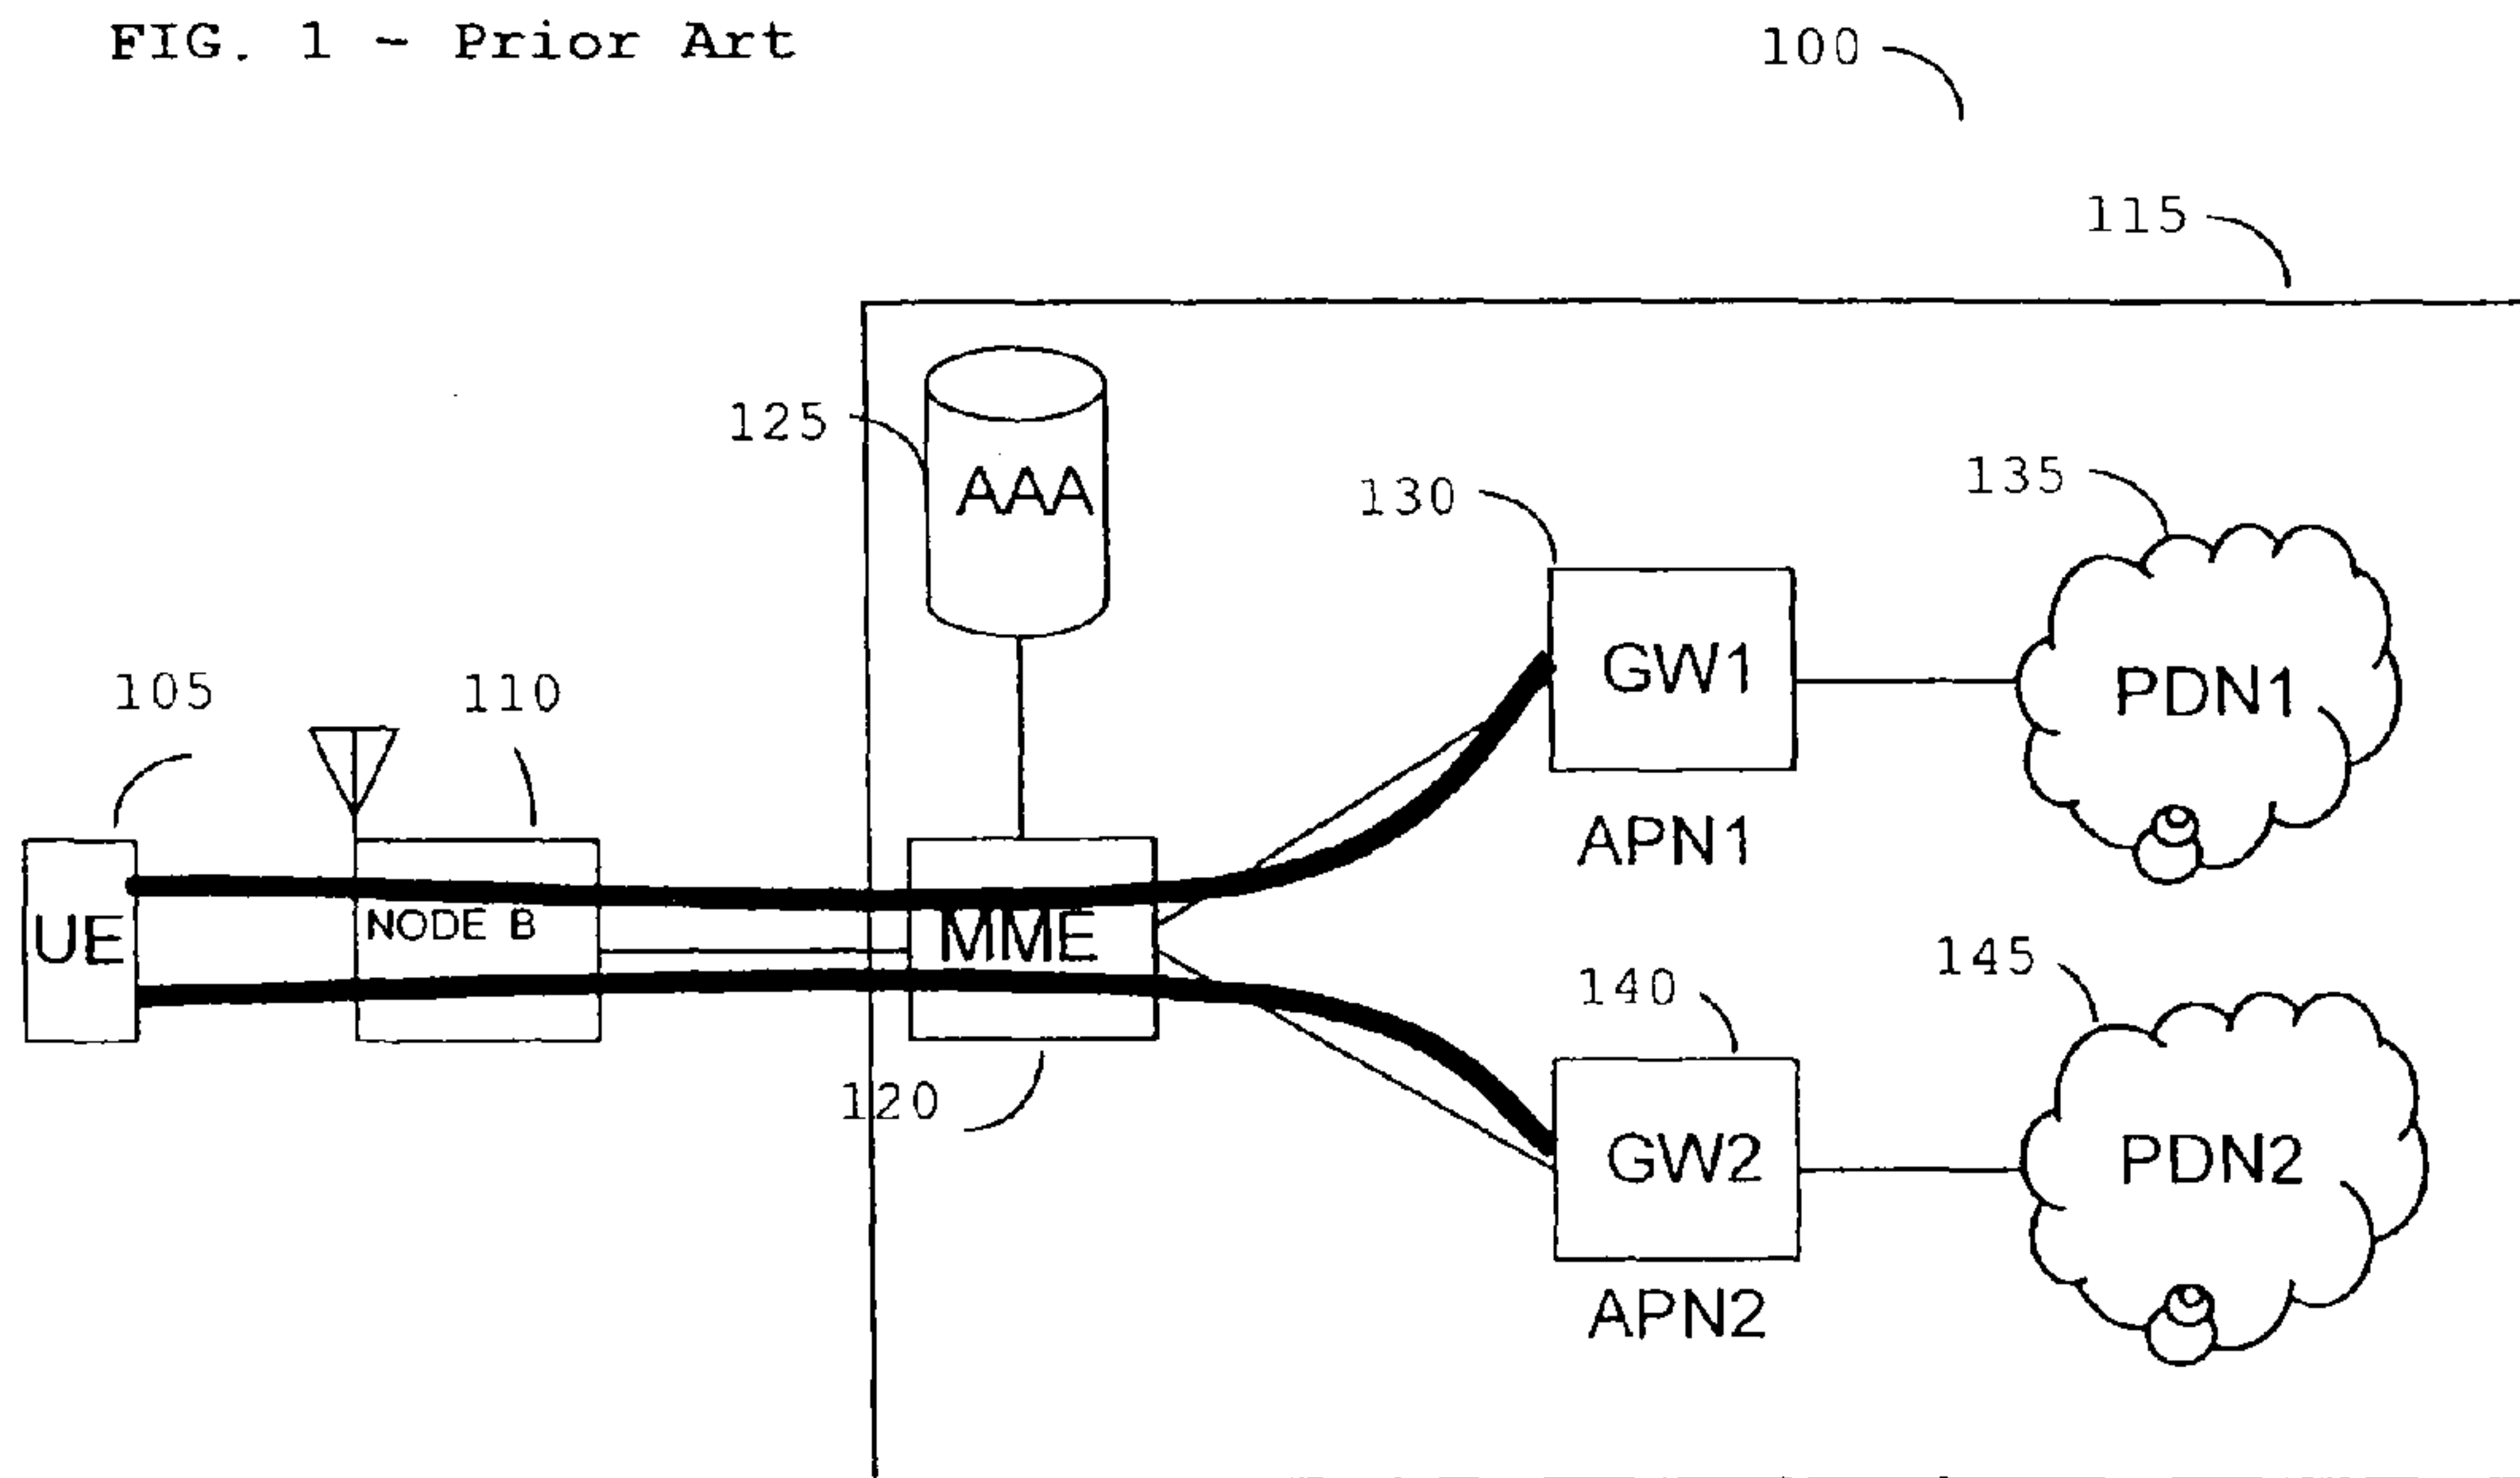 FIG. 1 - Prior Art
100
115
125
AAA
130
135
GW1
PDN1
105
110
APN1
UE
NODE B
MME
140
145
120
GW2
PDN2
APN2